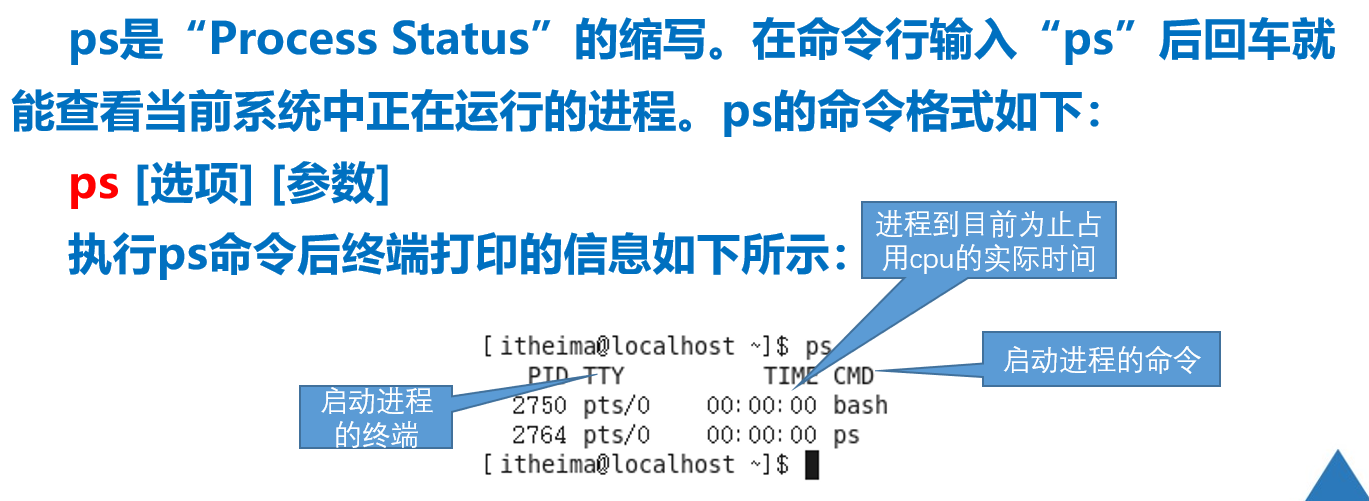 ps是“Process Status”的缩写。在命令行输入“ps”后回车就
能查看当前系统中正在运行的进程。ps的命令格式如下：
ps [选项] [参数]
执行ps命令后终端打印的信息如下所示：
进程到目前为止占
用cpu的实际时间
[itheima@localhost ~]$ ps
PID TTY TIME CMD
启动进程的命令
2750 pts/0 00:00:00 bash
2764 pts/0 00:00:00 ps
启动进程
的终端
[itheima@localhost ~]$